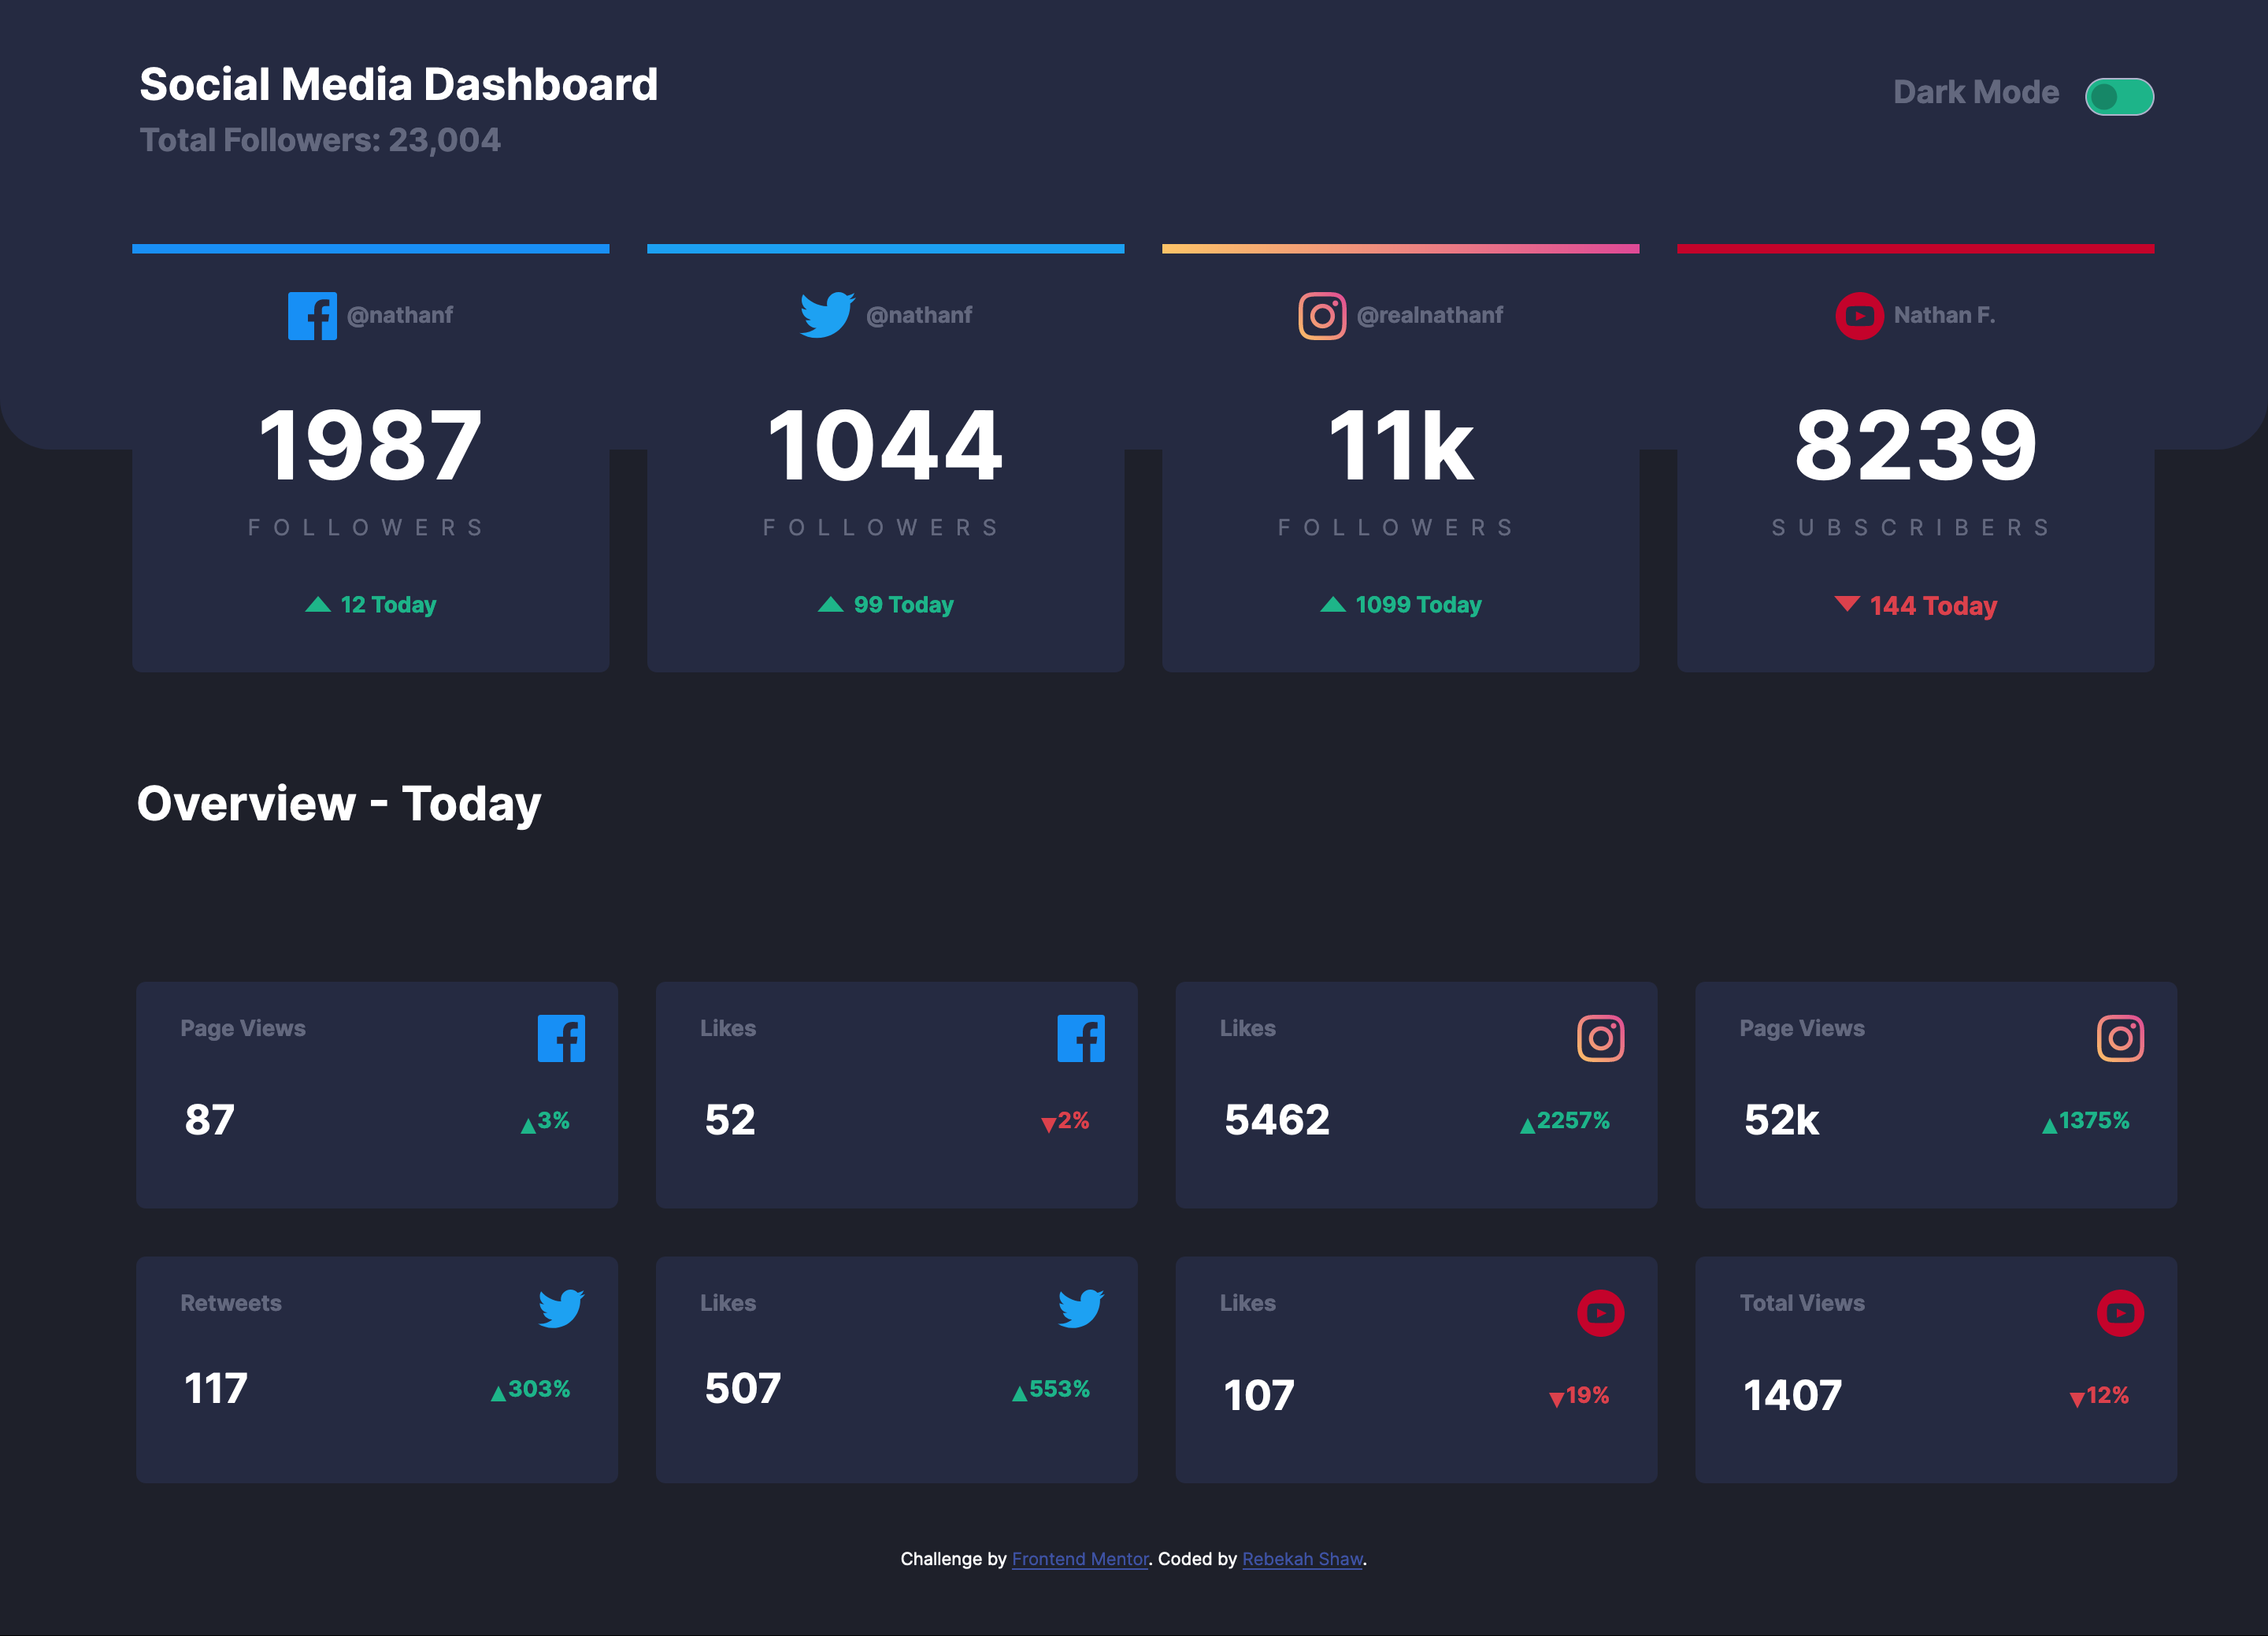 Social Media Dashboard
Total Followers: 23,004
Dark Mode
@nathanf
1987
FOLLOWERS
12 Today
@nathanf
1044
FOLLOWERS
99 Today
@realnathanf
11k
FOLLOWERS
1099 Today
Nathan F.
8239
SUBSCRIBERS
144 Today
Overview - Today
Page Views
87
3%
Likes
52
2%
Likes
5462
2257%
Page Views
52k
1375%
Retweets
117
303%
Likes
507
553%
Likes
107
19%
Total Views
1407
12%
Challenge by Frontend Mentor. Coded by Rebekah Shaw.